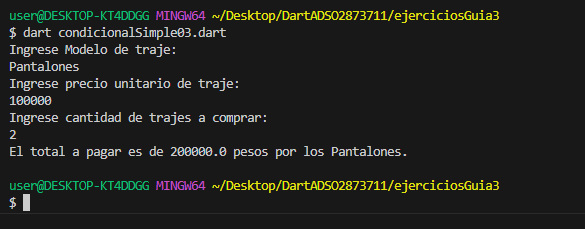 user@DESKTOP-KT4DDGG MINGW64 ~/Desktop/DartADSO2873711/ejerciciosGuia3
$ dart condicionalSimple03.dart
Ingrese Modelo de traje:
Pantalones
Ingrese precio unitario de traje:
100000
Ingrese cantidad de trajes a comprar:
2
El total a pagar es de 200000.0 pesos por los Pantalones.
user@DESKTOP-KT4DDGG MINGW64 ~/Desktop/DartADSO2873711/ejerciciosGuia3
$